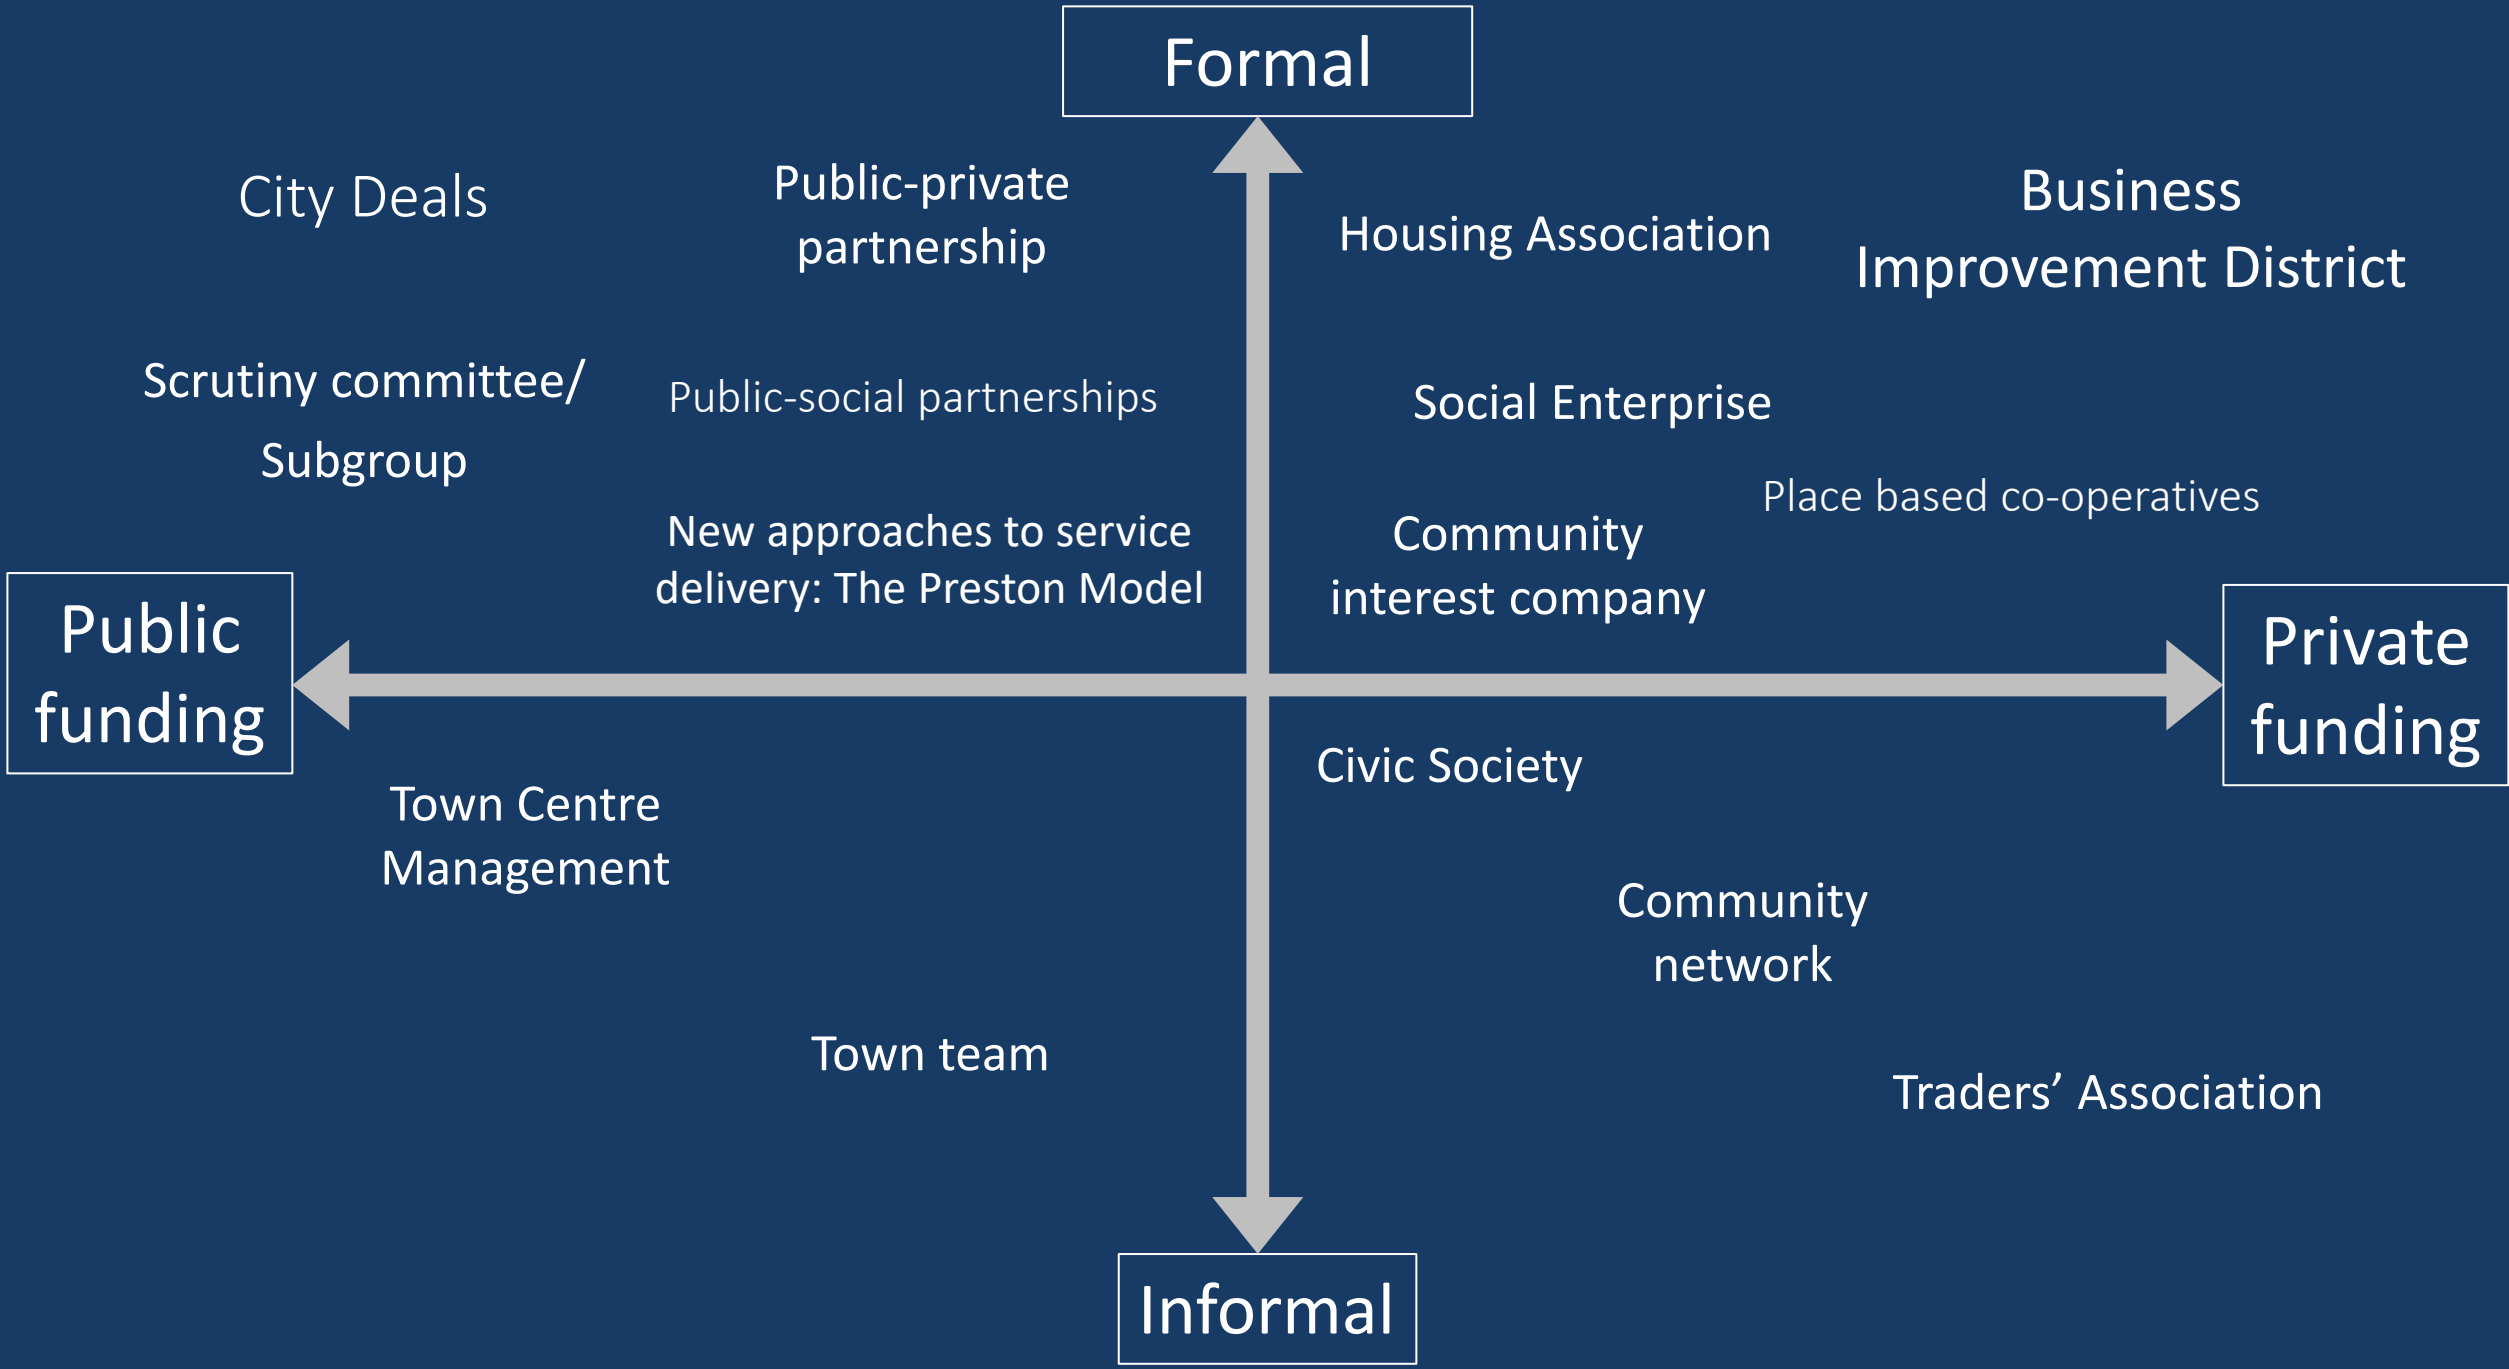 Formal
City Deals
Public-private
partnership
Housing Association
Business
Improvement District
Scrutiny committee/
Subgroup
Public-social partnerships
Social Enterprise
Place based co-operatives
New approaches to service
delivery: The Preston Model
Community
interest company
Public
funding
Private
funding
Civic Society
Town Centre
Management
Community
network
Town team
Traders’ Association
Informal